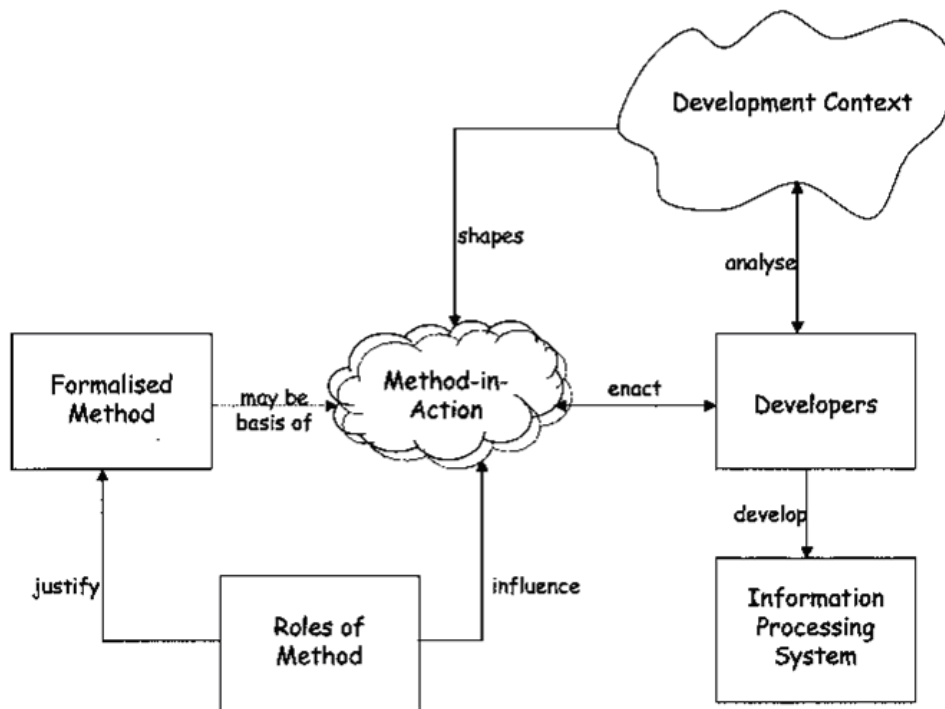 Development Context
shapes
analyse
Formalised
Method
may be
basis of
Method-in-
Action
enact
Developers
develop
justify
Roles of
Method
influence
Information
Processing
System